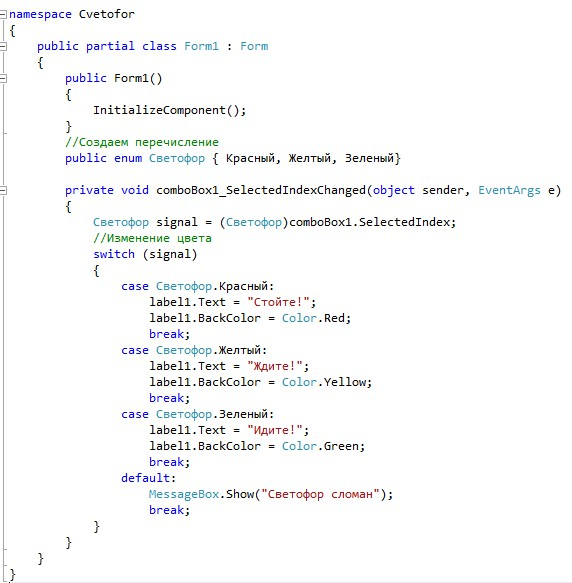 namespace Cvetofor
{
public partial class Form1 : Form
{
public Form1()
{
InitializeComponent();
}
//Создаем перечисление
public enum Светофор { Красный, Желтый, Зеленый}
private void comboBox1_SelectedIndexChanged(object sender, EventArgs e)
{
Светофор signal = (Светофор)comboBox1.SelectedIndex;
//Изменение цвета
switch (signal)
{
case Светофор.Красный:
label1.Text = "Стойте!";
label1.BackColor = Color.Red;
break;
case Светофор.Желтый:
label1.Text = "Ждите!";
label1.BackColor = Color.Yellow;
break;
case Светофор.Зеленый:
label1.Text = "Идите!";
label1.BackColor = Color.Green;
break;
default:
MessageBox.Show("Светофор сломан");
break;
}
}
}
}